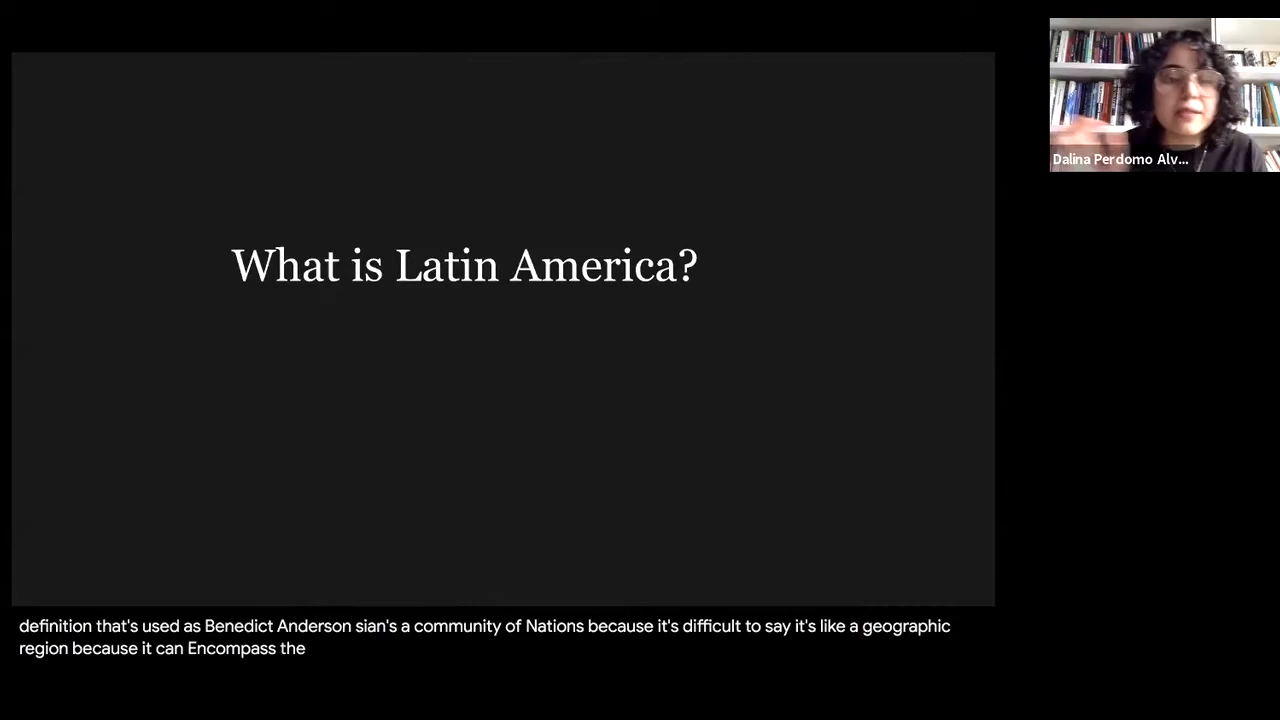 Dalina Perdomo Alv...
What is Latin America?
definition that's used as Benedict Anderson sian's a community of Nations because it's difficult to say it's like a geographic
region because it can Encompass the